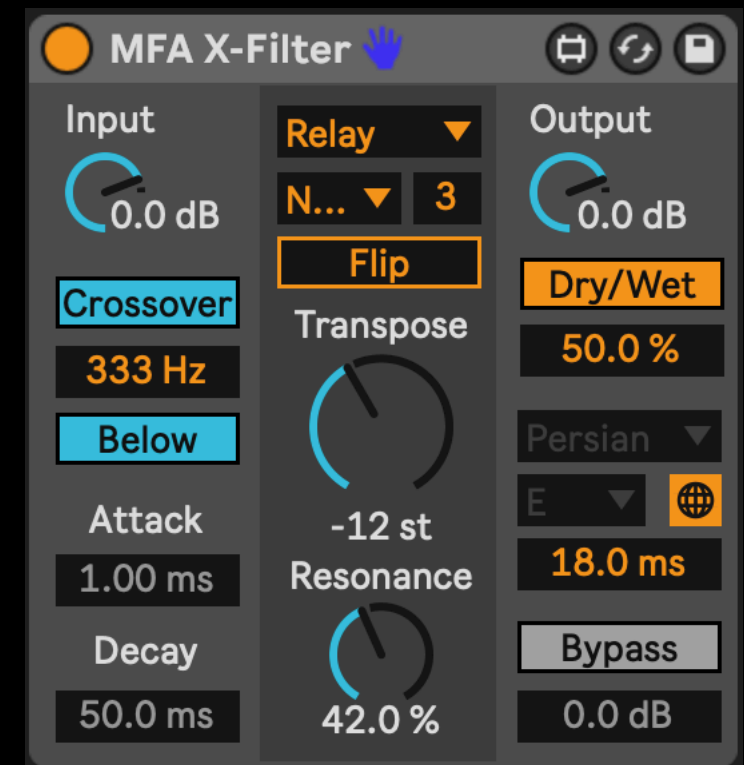 MFA X-Filter
Input
0.0 dB
Crossover
333 Hz
Below
Attack
1.00 ms
Decay
50.0 ms
Relay
N... 3
Flip
Transpose
-12 st
Resonance
42.0 %
Output
0.0 dB
Dry/Wet
50.0 %
Persian
E
18.0 ms
Bypass
0.0 dB